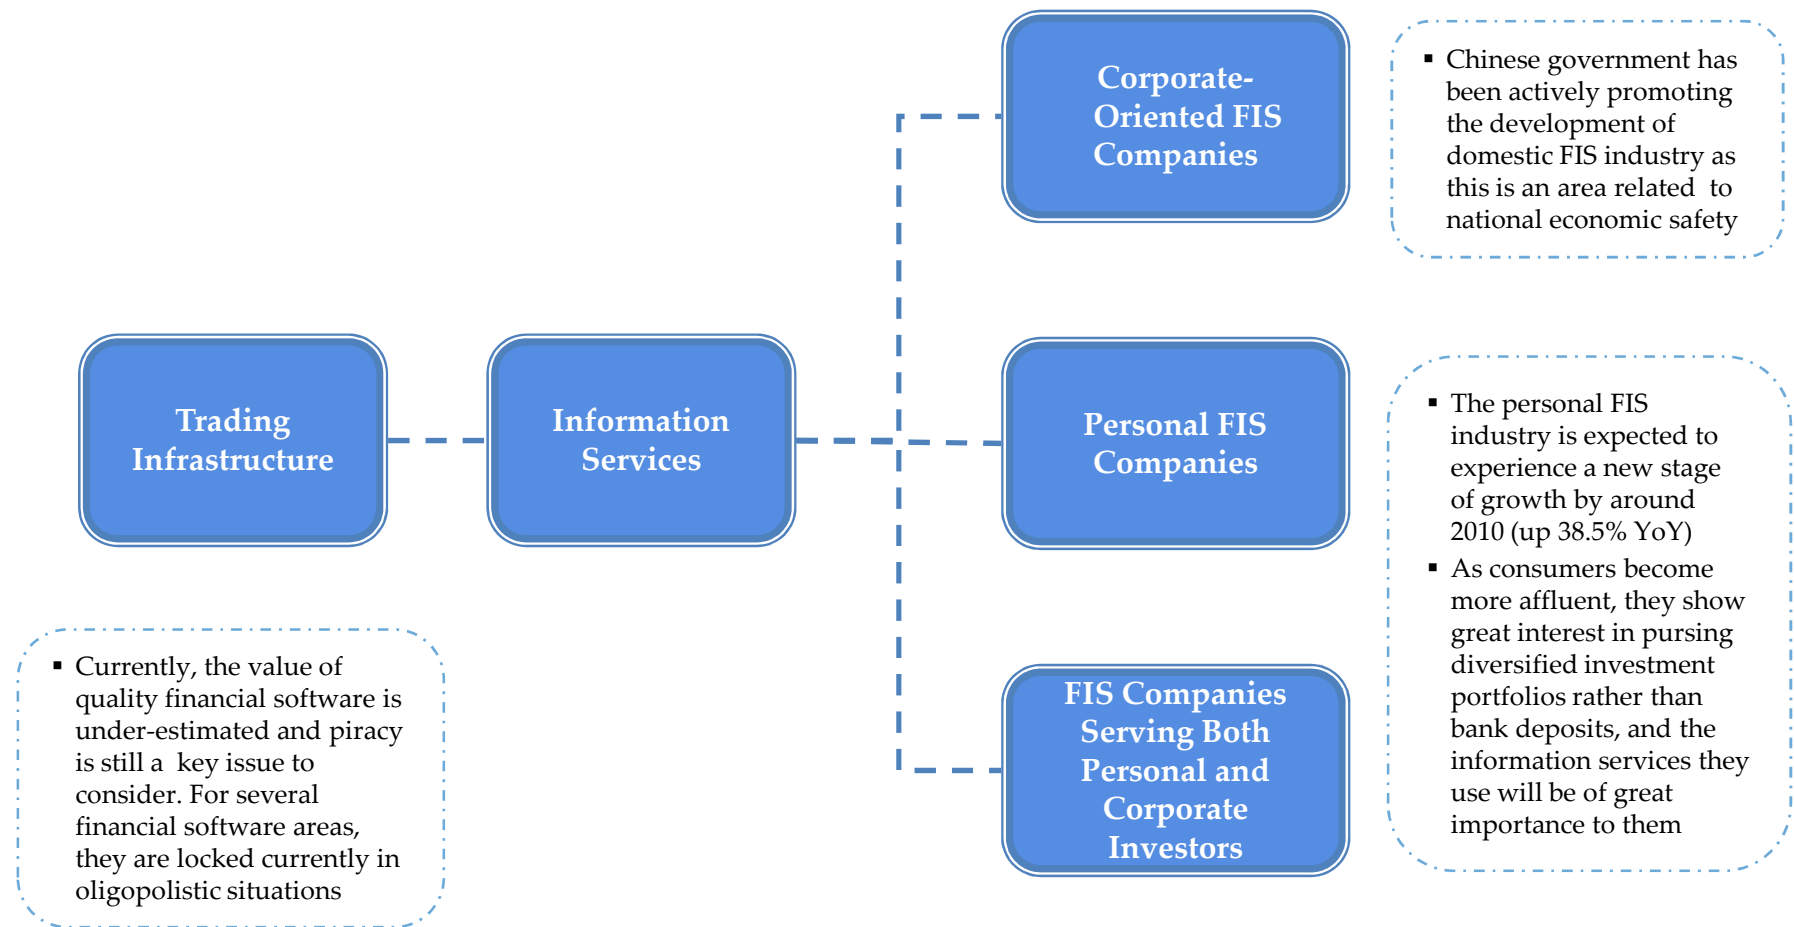 Corporate-
Oriented FIS
Companies
▪ Chinese government has
been actively promoting
the development of
domestic FIS industry as
this is an area related to
national economic safety
Trading
Infrastructure
Information
Services
Personal FIS
Companies
▪ The personal FIS
industry is expected to
experience a new stage
of growth by around
2010 (up 38.5% YoY)
▪ As consumers become
more affluent, they show
great interest in pursing
diversified investment
portfolios rather than
bank deposits, and the
information services they
use will be of great
importance to them
▪ Currently, the value of
quality financial software is
under-estimated and piracy
is still a key issue to
consider. For several
financial software areas,
they are locked currently in
oligopolistic situations
FIS Companies
Serving Both
Personal and
Corporate
Investors